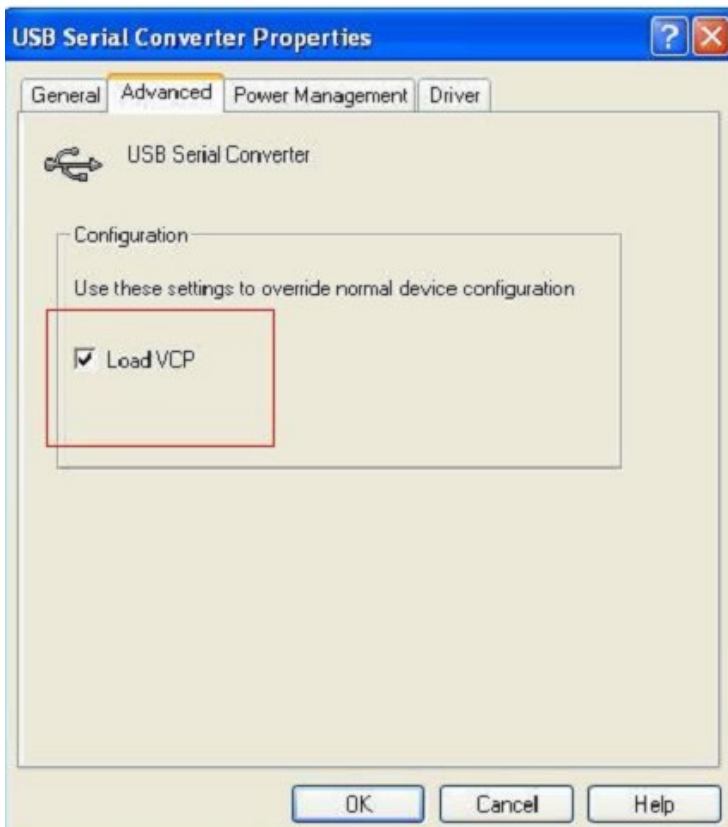 USB Serial Converter Properties
General Advanced Power Management Driver
USB Serial Converter
Configuration
Use these settings to override normal device configuration
Load VCP
OK Cancel Help